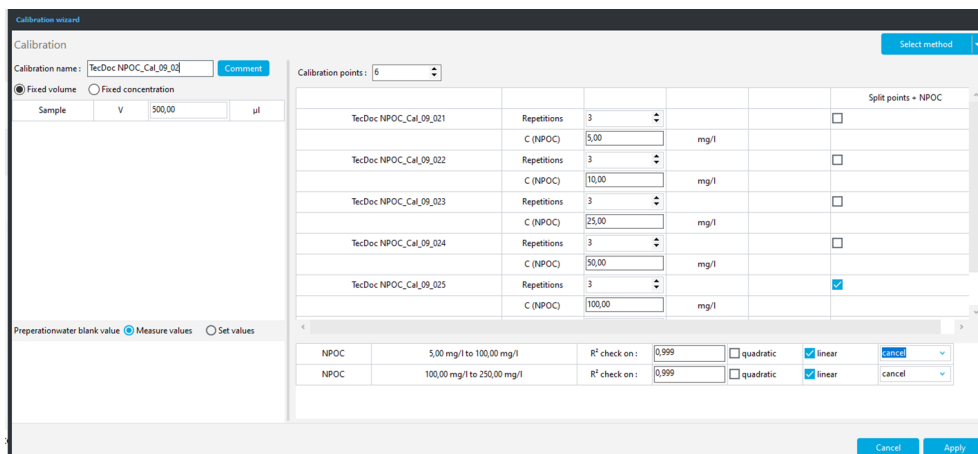 Calibration wizard
Calibration
Select method
Calibration name : TecDoc NPOC_Cal_09_02 Comment
Fixed volume Fixed concentration
Sample V 500,00 µl
Calibration points : 6
Split points + NPOC
TecDoc NPOC_Cal_09_021 Repetitions 3
C (NPOC) 5,00 mg/l
TecDoc NPOC_Cal_09_022 Repetitions 3
C (NPOC) 10,00 mg/l
TecDoc NPOC_Cal_09_023 Repetitions 3
C (NPOC) 25,00 mg/l
TecDoc NPOC_Cal_09_024 Repetitions 3
C (NPOC) 50,00 mg/l
TecDoc NPOC_Cal_09_025 Repetitions 3
C (NPOC) 100,00 mg/l
Preperationwater blank value Measure values Set values
NPOC 5,00 mg/l to 100,00 mg/l R² check on : 0,999 quadratic linear cancel
NPOC 100,00 mg/l to 250,00 mg/l R² check on : 0,999 quadratic linear cancel
Cancel Apply